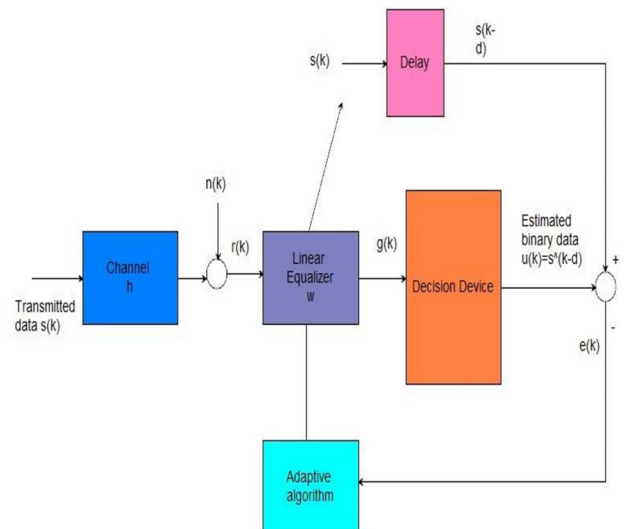 s(k)
Delay
s(k-
d)
n(k)
r(k)
Channel
h
Transmitted
data s(k)
Linear
Equalizer
w
g(k)
Decision Device
Estimated
binary data
u(k)=s^(k-d)
+
-
e(k)
Adaptive
algorithm